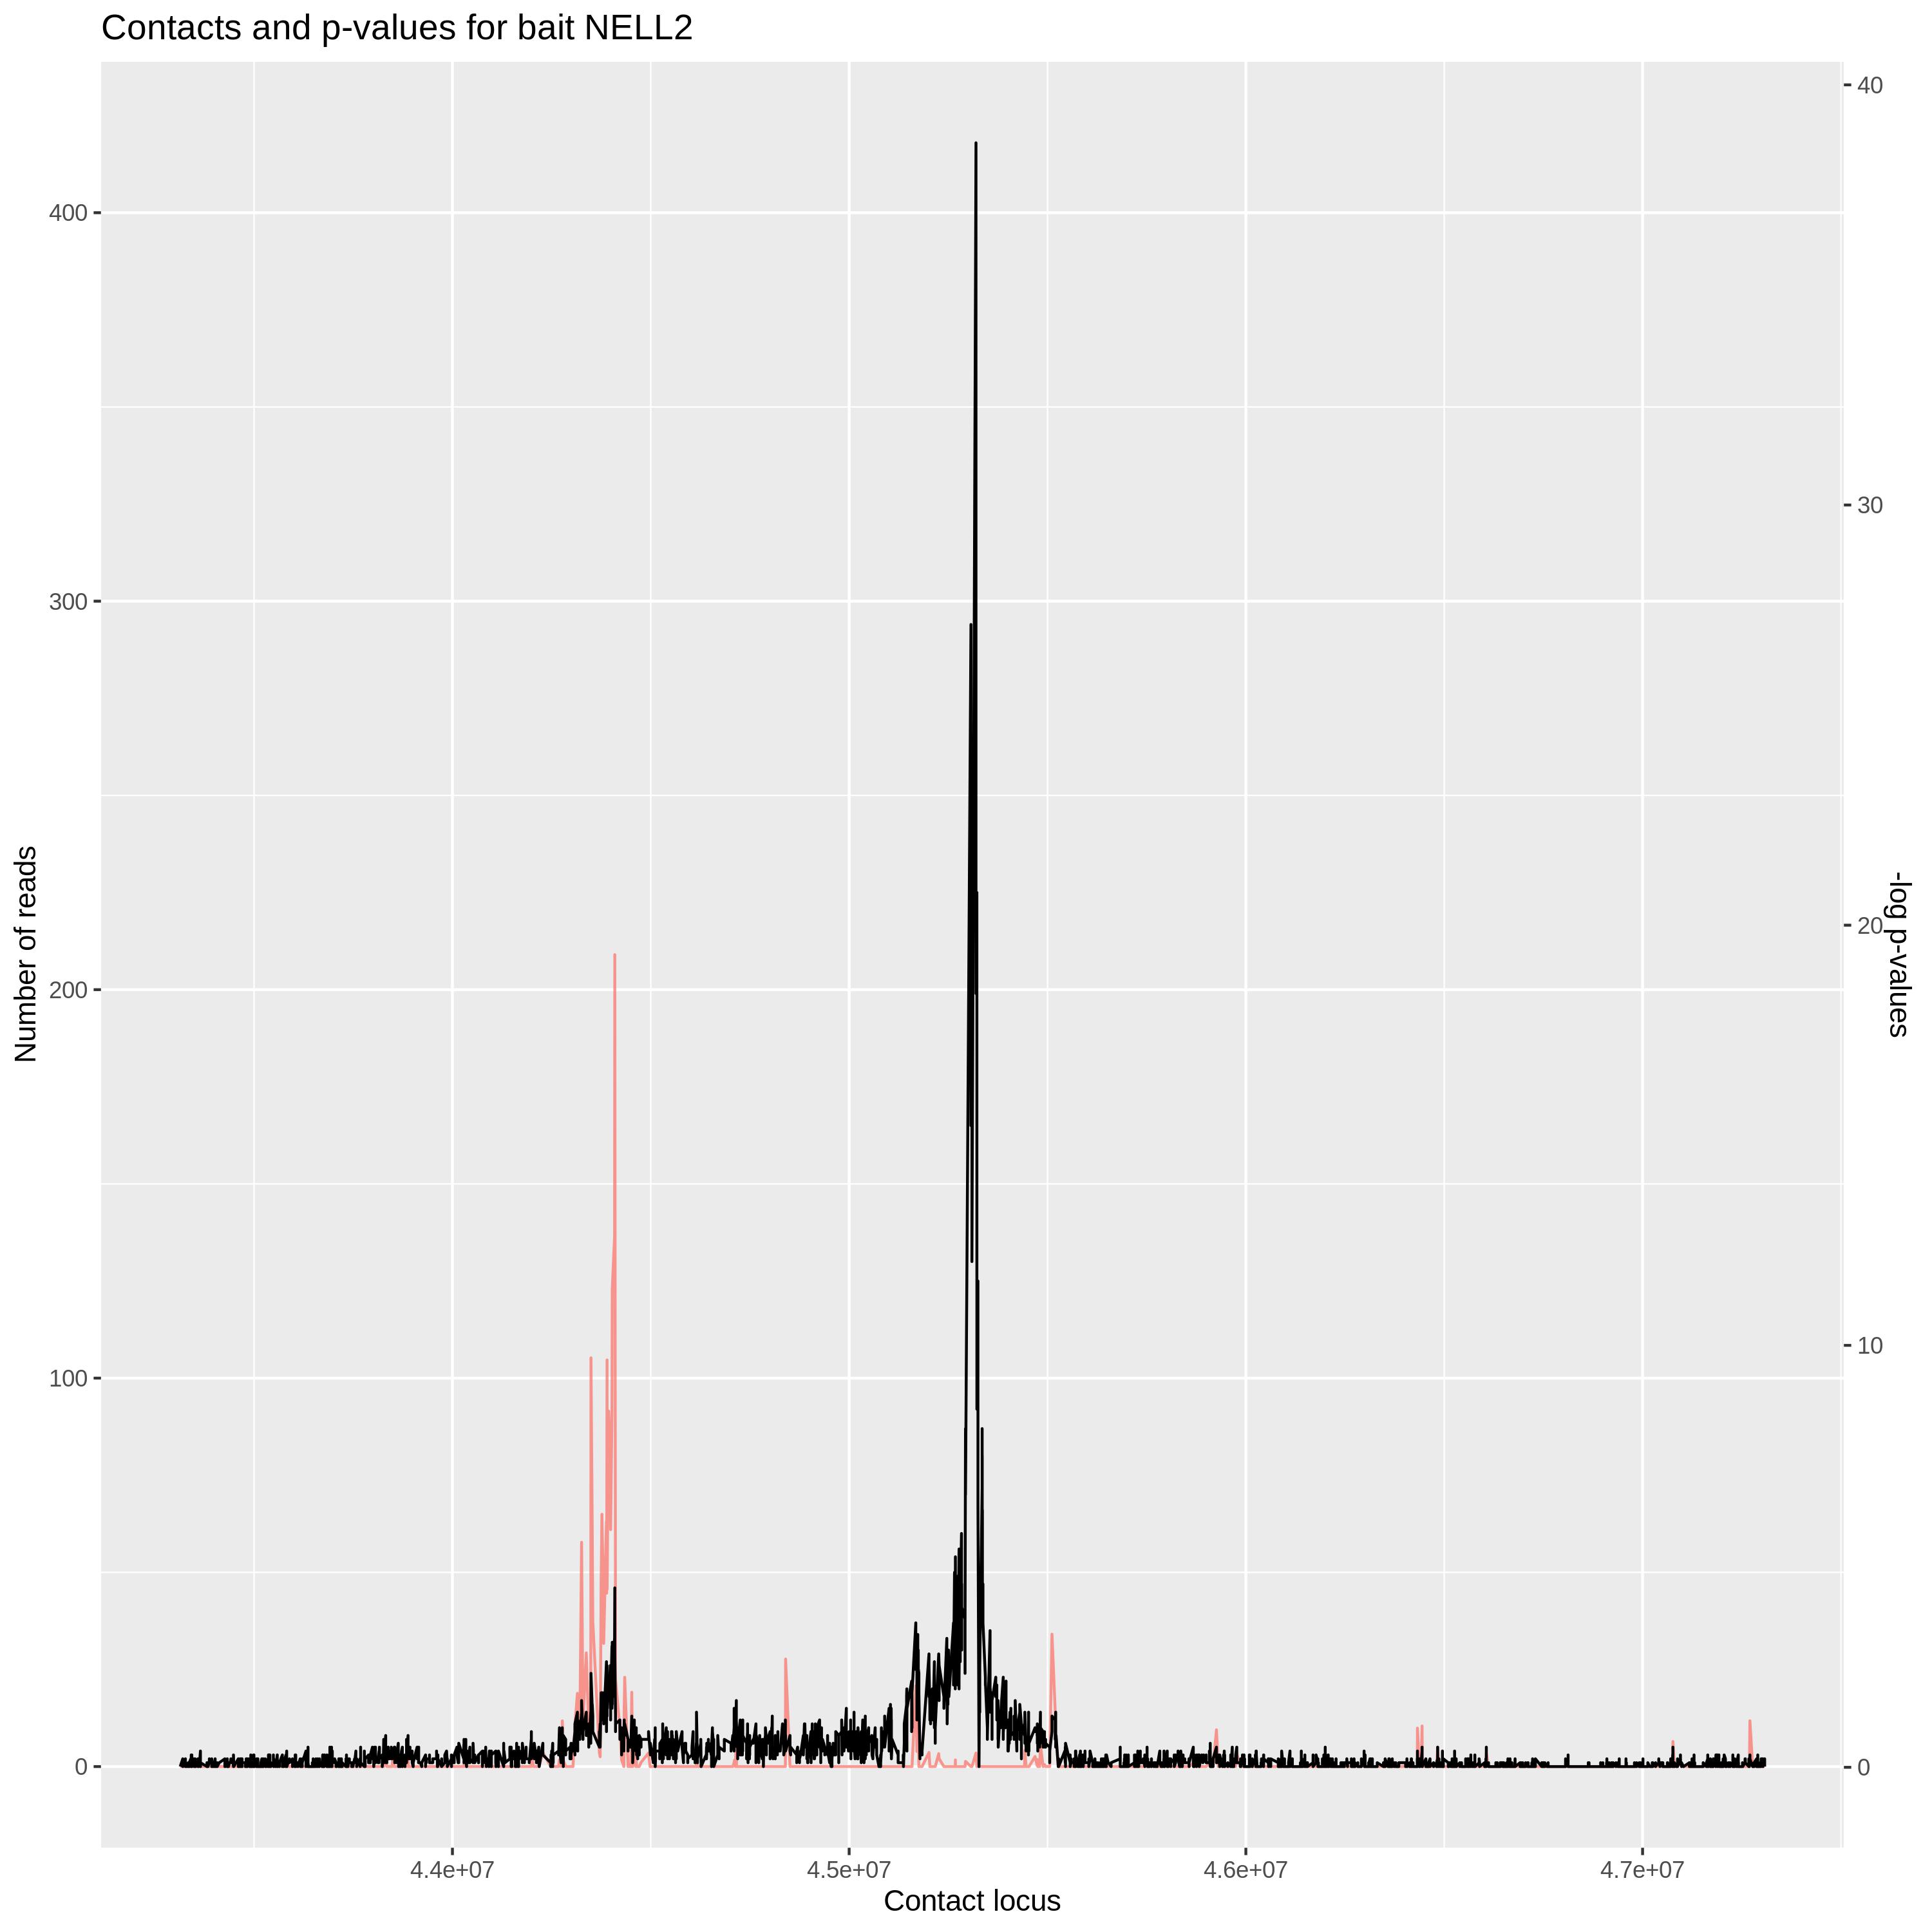 Contacts and p-values for bait NELL2
Number of reads
400
300
200
100
0
40
30
20
10
0
-log p-values
4.4e+07
4.5e+07
4.6e+07
4.7e+07
Contact locus